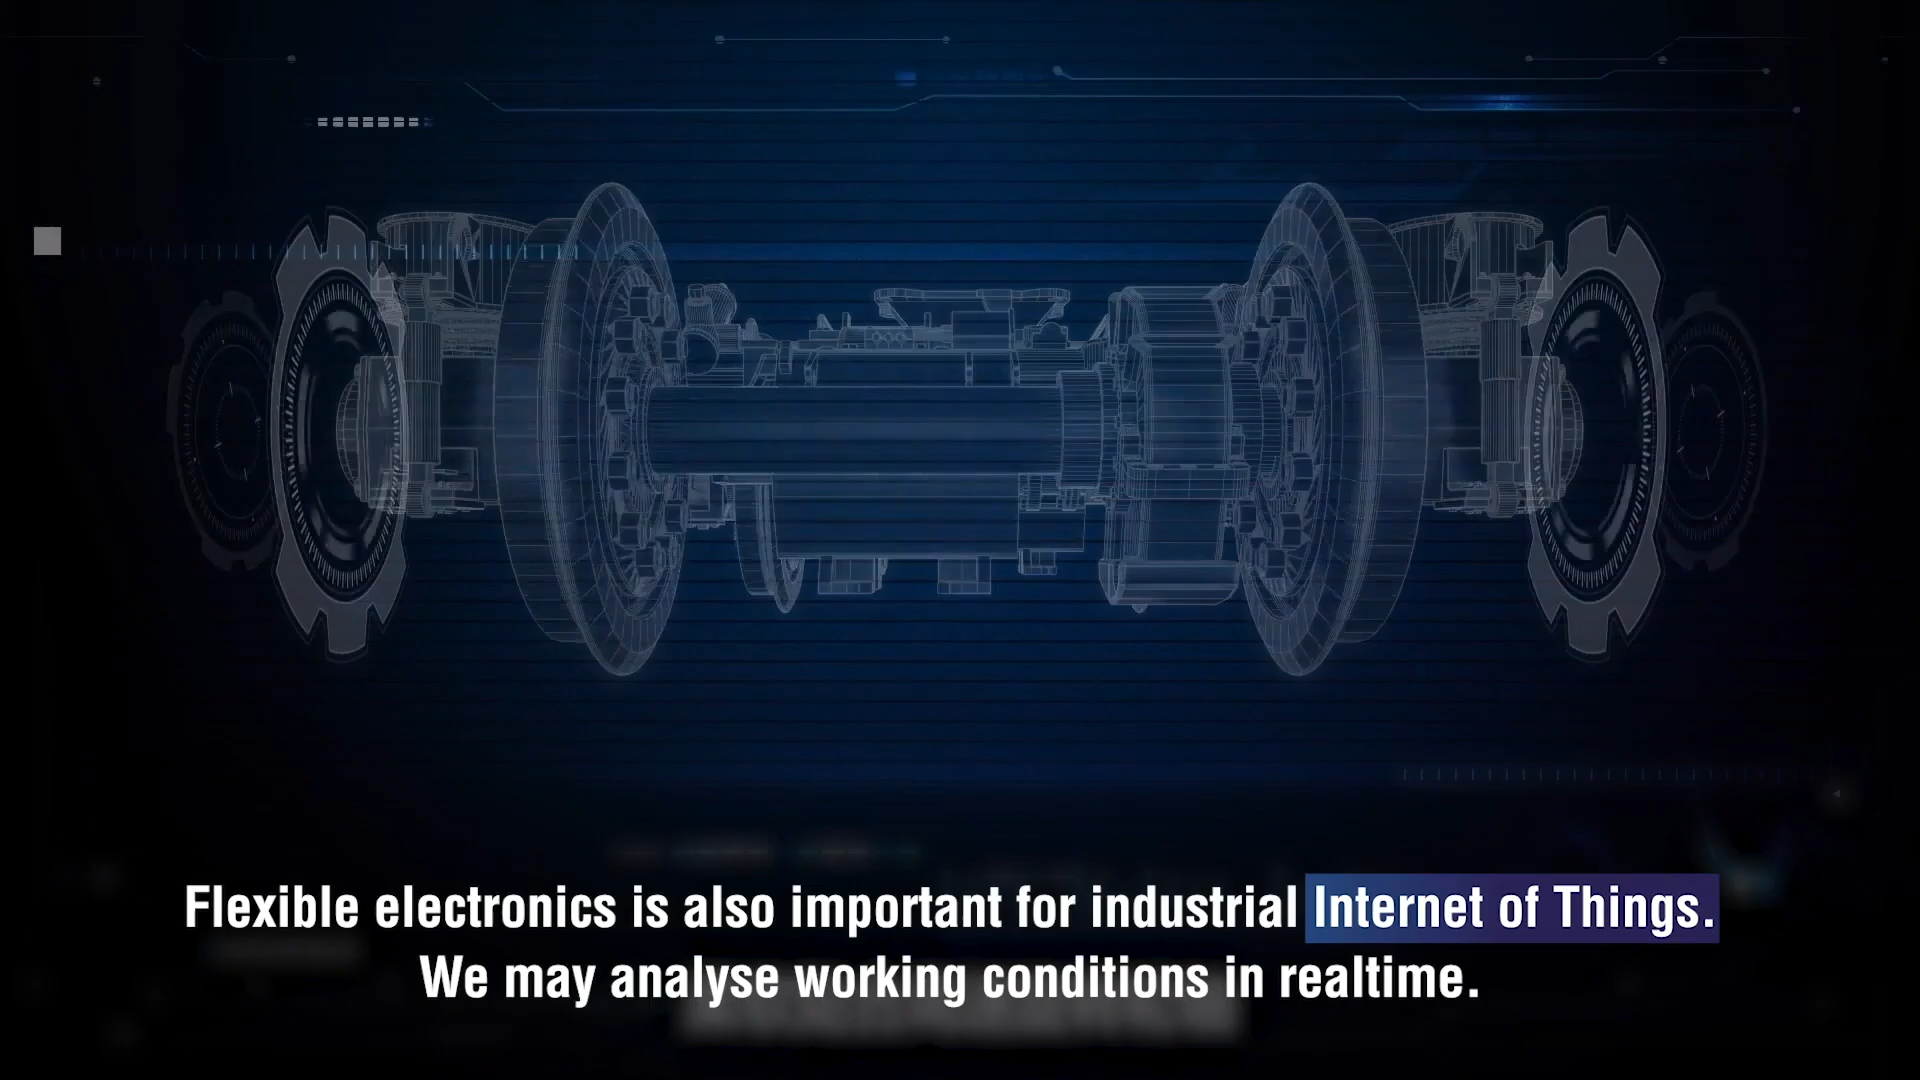 Flexible electronics is also important for industrial Internet of Things.
We may analyse working conditions in realtime.